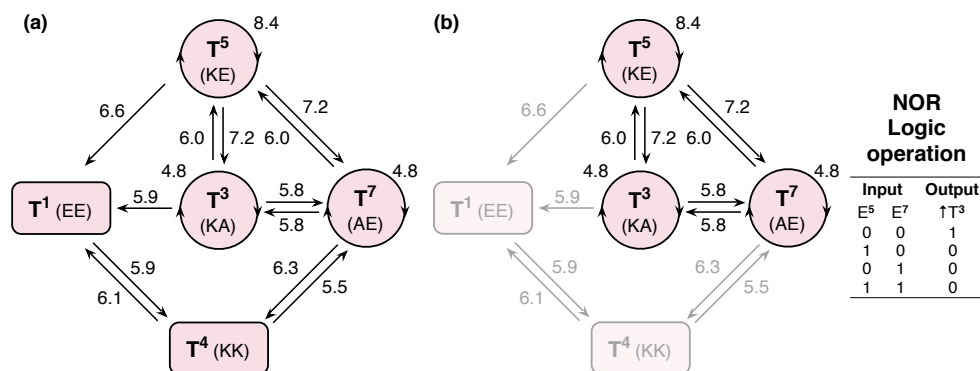 (a)
8.4
T⁵
(KE)
6.6
7.2
6.0
7.2
6.0
4.8
4.8
T¹ (EE)
5.9
T³
(KA)
5.8
5.8
T⁷
(AE)
5.9
6.1
6.3
5.5
T⁴ (KK)
(b)
8.4
T⁵
(KE)
6.6
7.2
6.0
7.2
6.0
4.8
4.8
T¹ (EE)
5.9
T³
(KA)
5.8
5.8
T⁷
(AE)
5.9
6.1
6.3
5.5
T⁴ (KK)
NOR
Logic
operation
Input Output
E⁵ E⁷ ↑T³
0 0 1
1 0 0
0 1 0
1 1 0